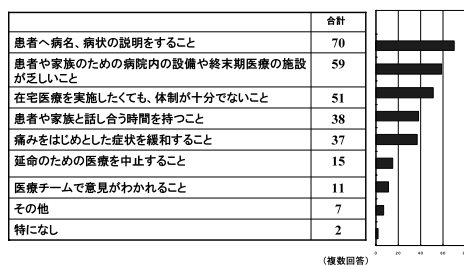 合計
患者へ病名、病状の説明をすること 70
患者や家族のための病院内の設備や終末期医療の施設
が乏しいこと 59
在宅医療を実施したくても、体制が十分でないこと 51
患者や家族と話し合う時間を持つこと 38
痛みをはじめとした症状を緩和すること 37
延命のための医療を中止すること 15
医療チームで意見がわかれること 11
その他 7
特になし 2
0 20 40 60
(複数回答)